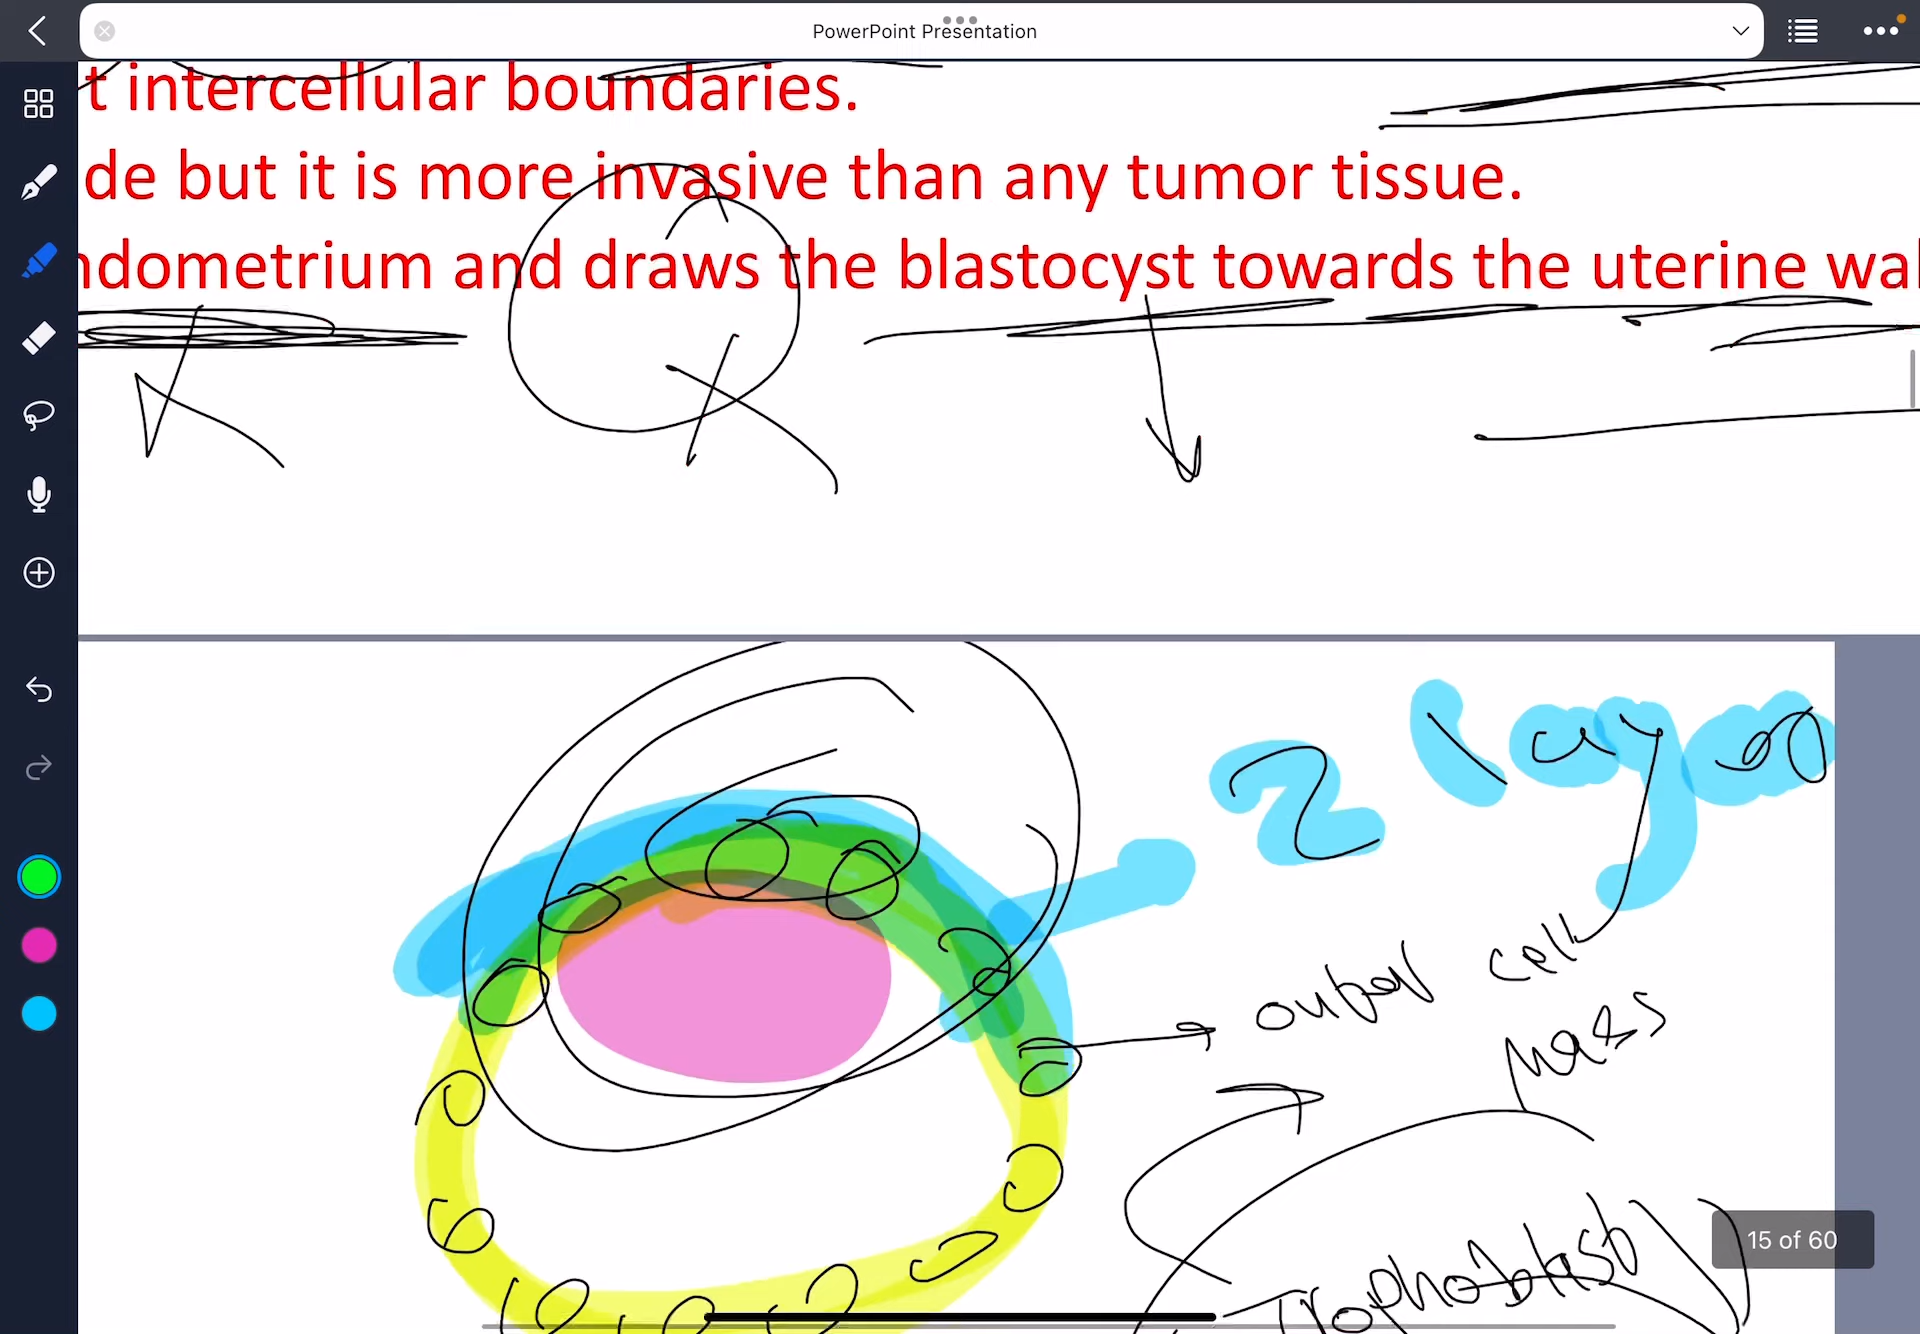 PowerPoint Presentation
t intercellular boundaries.
de but it is more invasive than any tumor tissue.
ndometrium and draws the blastocyst towards the uterine wal
2 layer
outer cell
Mass
Trophoblast
15 of 60